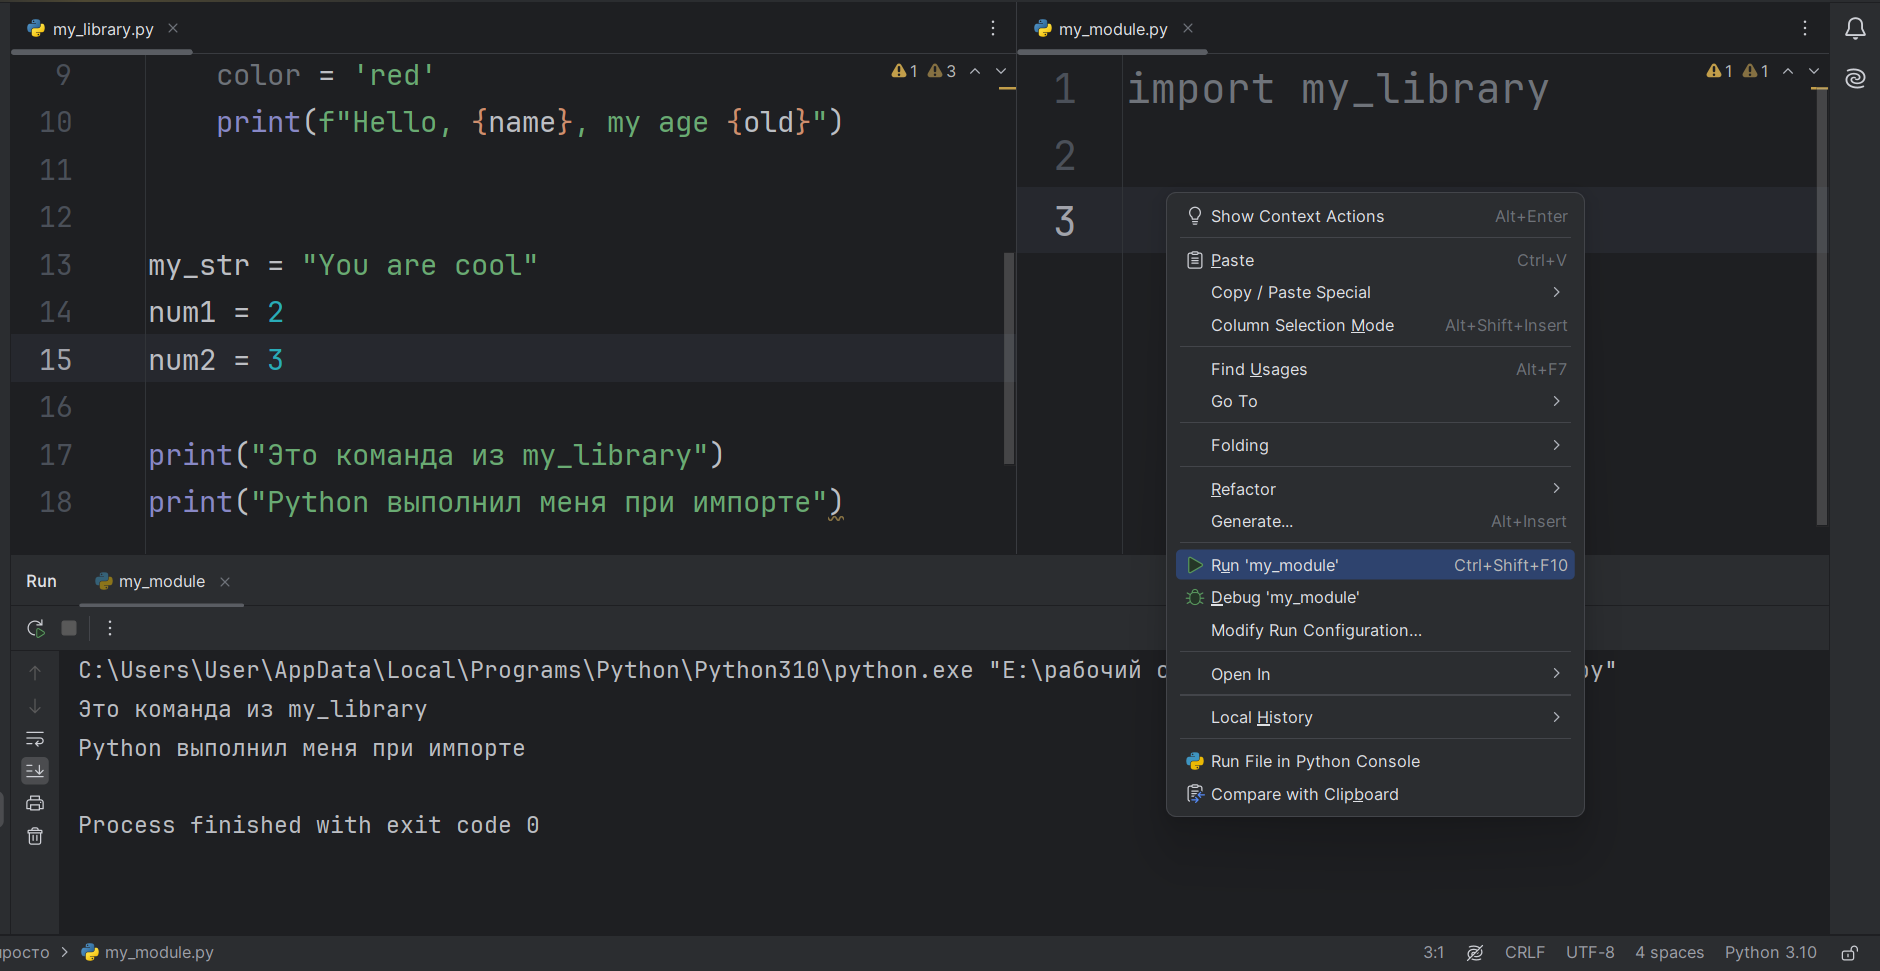 my_library.py
9 color = 'red'
10 print(f"Hello, {name}, my age {old}")
11
12
13 my_str = "You are cool"
14 num1 = 2
15 num2 = 3
16
17 print("Это команда из my_library")
18 print("Python выполнил меня при импорте")
1 3
my_module.py
1 import my_library
2
3
1 1
Show Context Actions Alt+Enter
Paste Ctrl+V
Copy / Paste Special
Column Selection Mode Alt+Shift+Insert
Find Usages Alt+F7
Go To
Folding
Refactor
Generate... Alt+Insert
Run 'my_module' Ctrl+Shift+F10
Debug 'my_module'
Modify Run Configuration...
Open In
Local History
Run File in Python Console
Compare with Clipboard
Run my_module
C:\Users\User\AppData\Local\Programs\Python\Python310\python.exe "E:\рабочий
Это команда из my_library
Python выполнил меня при импорте
Process finished with exit code 0
my_module.py
3:1 CRLF UTF-8 4 spaces Python 3.10